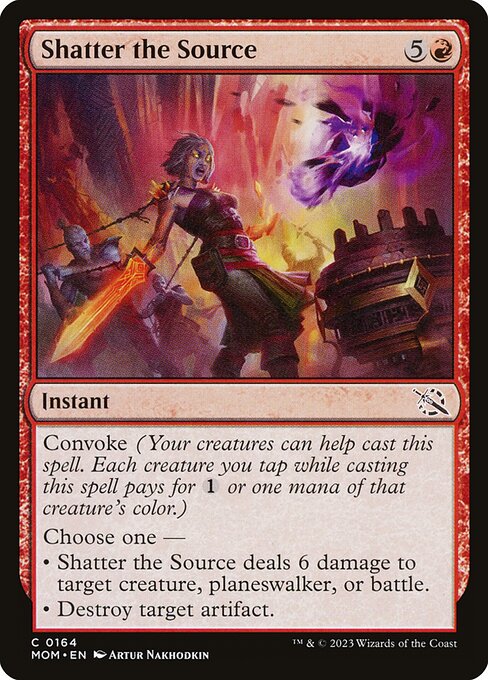 Shatter the Source 5
Instant
Convoke (Your creatures can help cast this
spell. Each creature you tap while casting
this spell pays for 1 or one mana of that
creature's color.)
Choose one —
• Shatter the Source deals 6 damage to
target creature, planeswalker, or battle.
• Destroy target artifact.
C 0164
MOM • EN Artur Nakhodkin
™ & © 2023 Wizards of the Coast